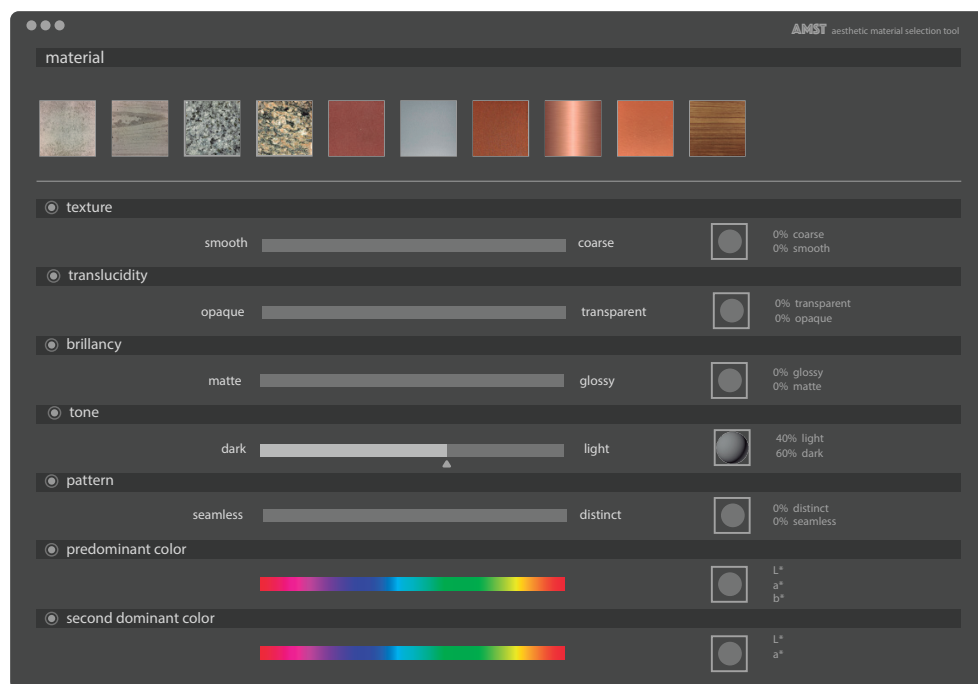 AMST aesthetic material selection tool
material
texture
smooth
coarse
0% coarse
0% smooth
translucidity
opaque
transparent
0% transparent
0% opaque
brillancy
matte
glossy
0% glossy
0% matte
tone
dark
light
40% light
60% dark
pattern
seamless
distinct
0% distinct
0% seamless
predominant color
L*
a*
b*
second dominant color
L*
a*